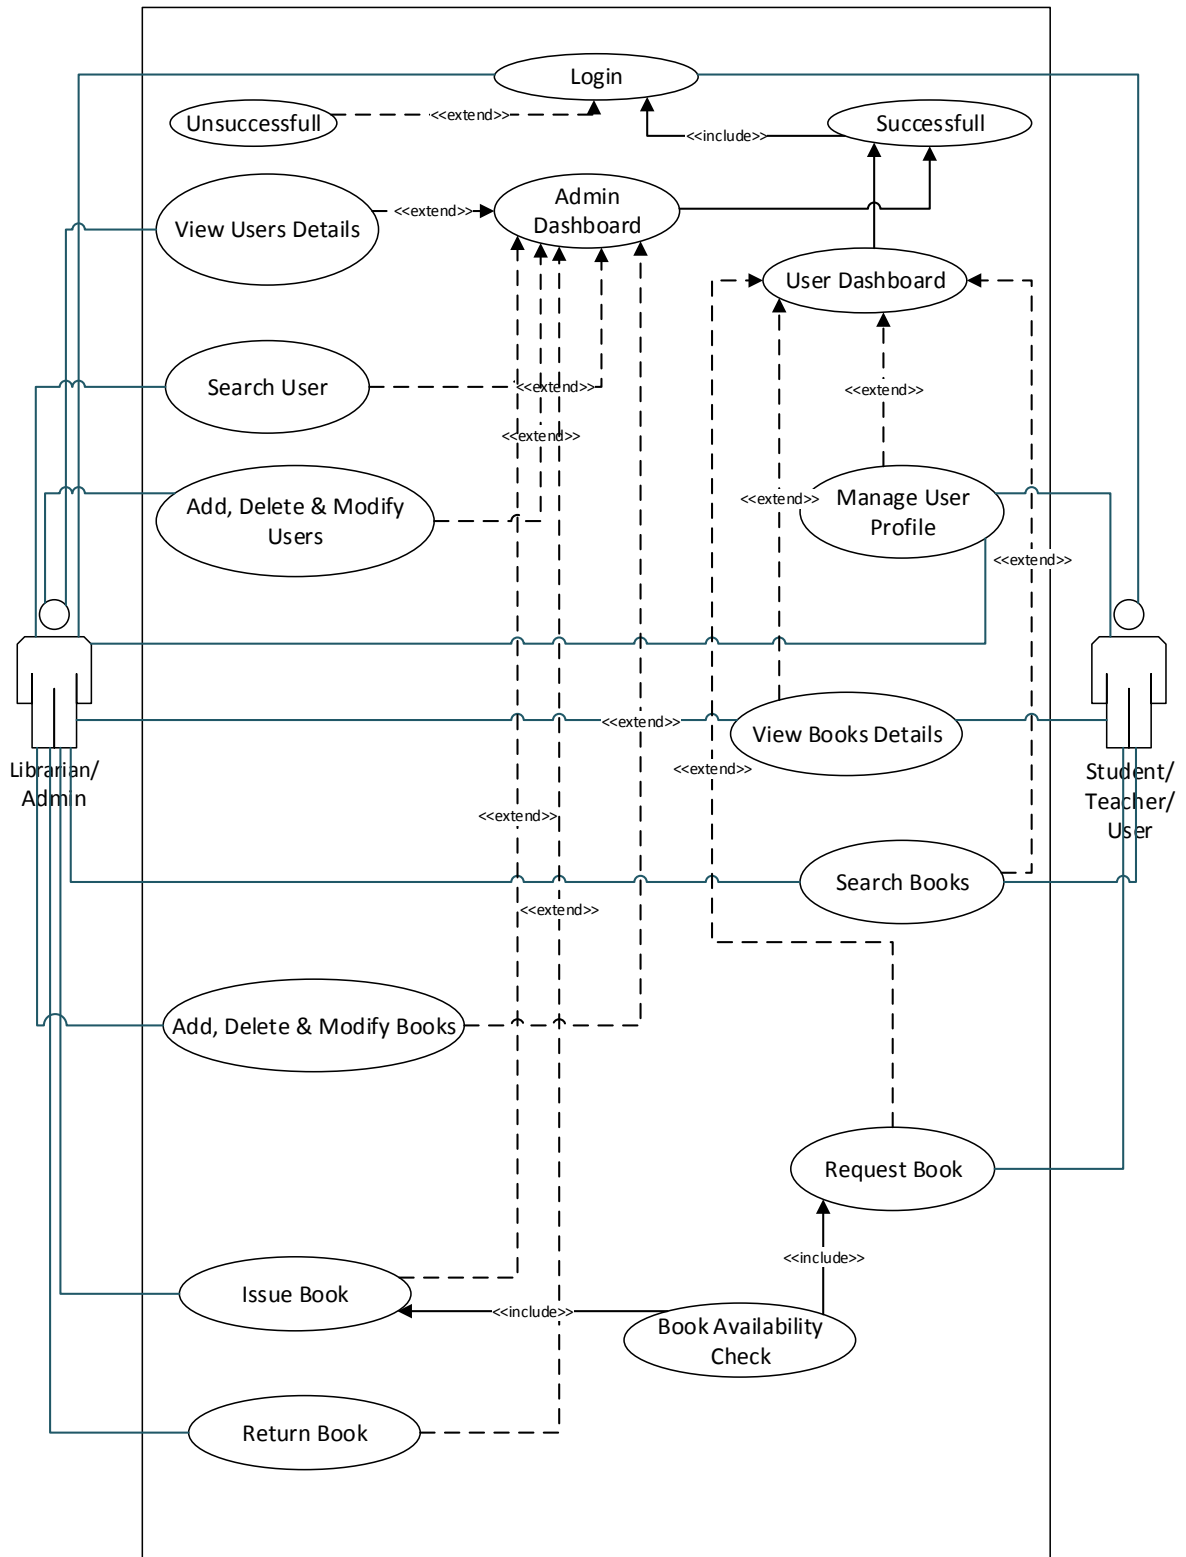 Login
Unsuccessfull
<<extend>>
<<include>>
Successfull
View Users Details
<<extend>>
Admin
Dashboard
User Dashboard
Search User
<<extend>>
<<extend>>
<<extend>>
Add, Delete & Modify
Users
<<extend>>
Manage User
Profile
<<extend>>
Librarian/
Admin
<<extend>>
View Books Details
<<extend>>
Student/
Teacher/
User
<<extend>>
Search Books
<<extend>>
Add, Delete & Modify Books
Request Book
<<include>>
Issue Book
<<include>>
Book Availability
Check
Return Book